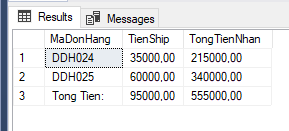 Results Messages
MaDonHang TienShip TongTienNhan
1 DDH024 35000,00 215000,00
2 DDH025 60000,00 340000,00
3 Tong Tien: 95000,00 555000,00